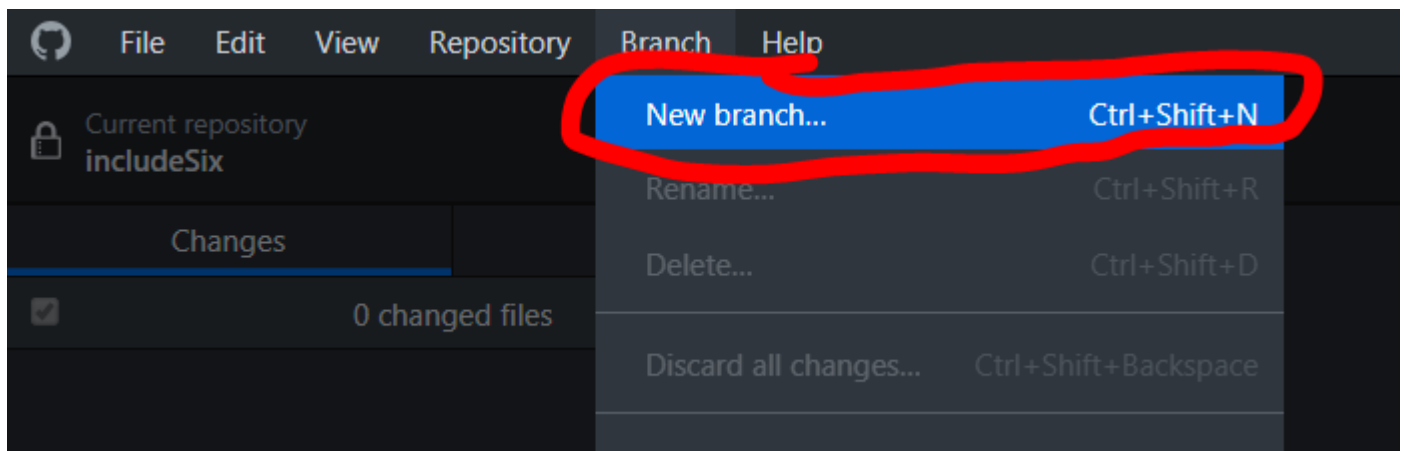 File Edit View Repository Branch Help
Current repository
includeSix
New branch... Ctrl+Shift+N
Rename... Ctrl+Shift+R
Changes
Delete... Ctrl+Shift+D
0 changed files
Discard all changes... Ctrl+Shift+Backspace